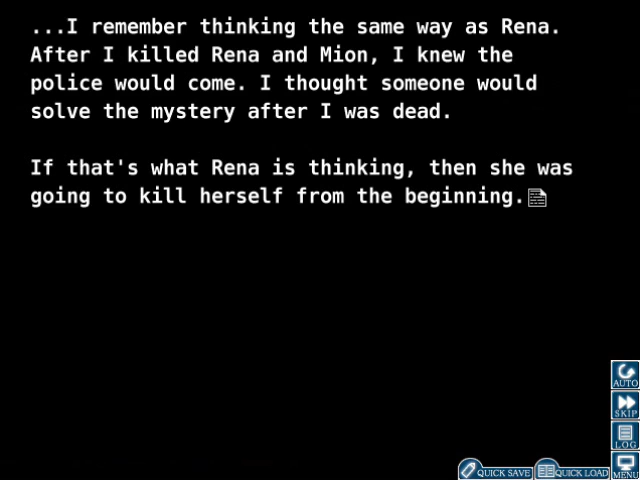 ...I remember thinking the same way as Rena.
After I killed Rena and Mion, I knew the
police would come. I thought someone would
solve the mystery after I was dead.
If that's what Rena is thinking, then she was
going to kill herself from the beginning.
AUTO
SKIP
LOG
MENU
QUICK SAVE
QUICK LOAD